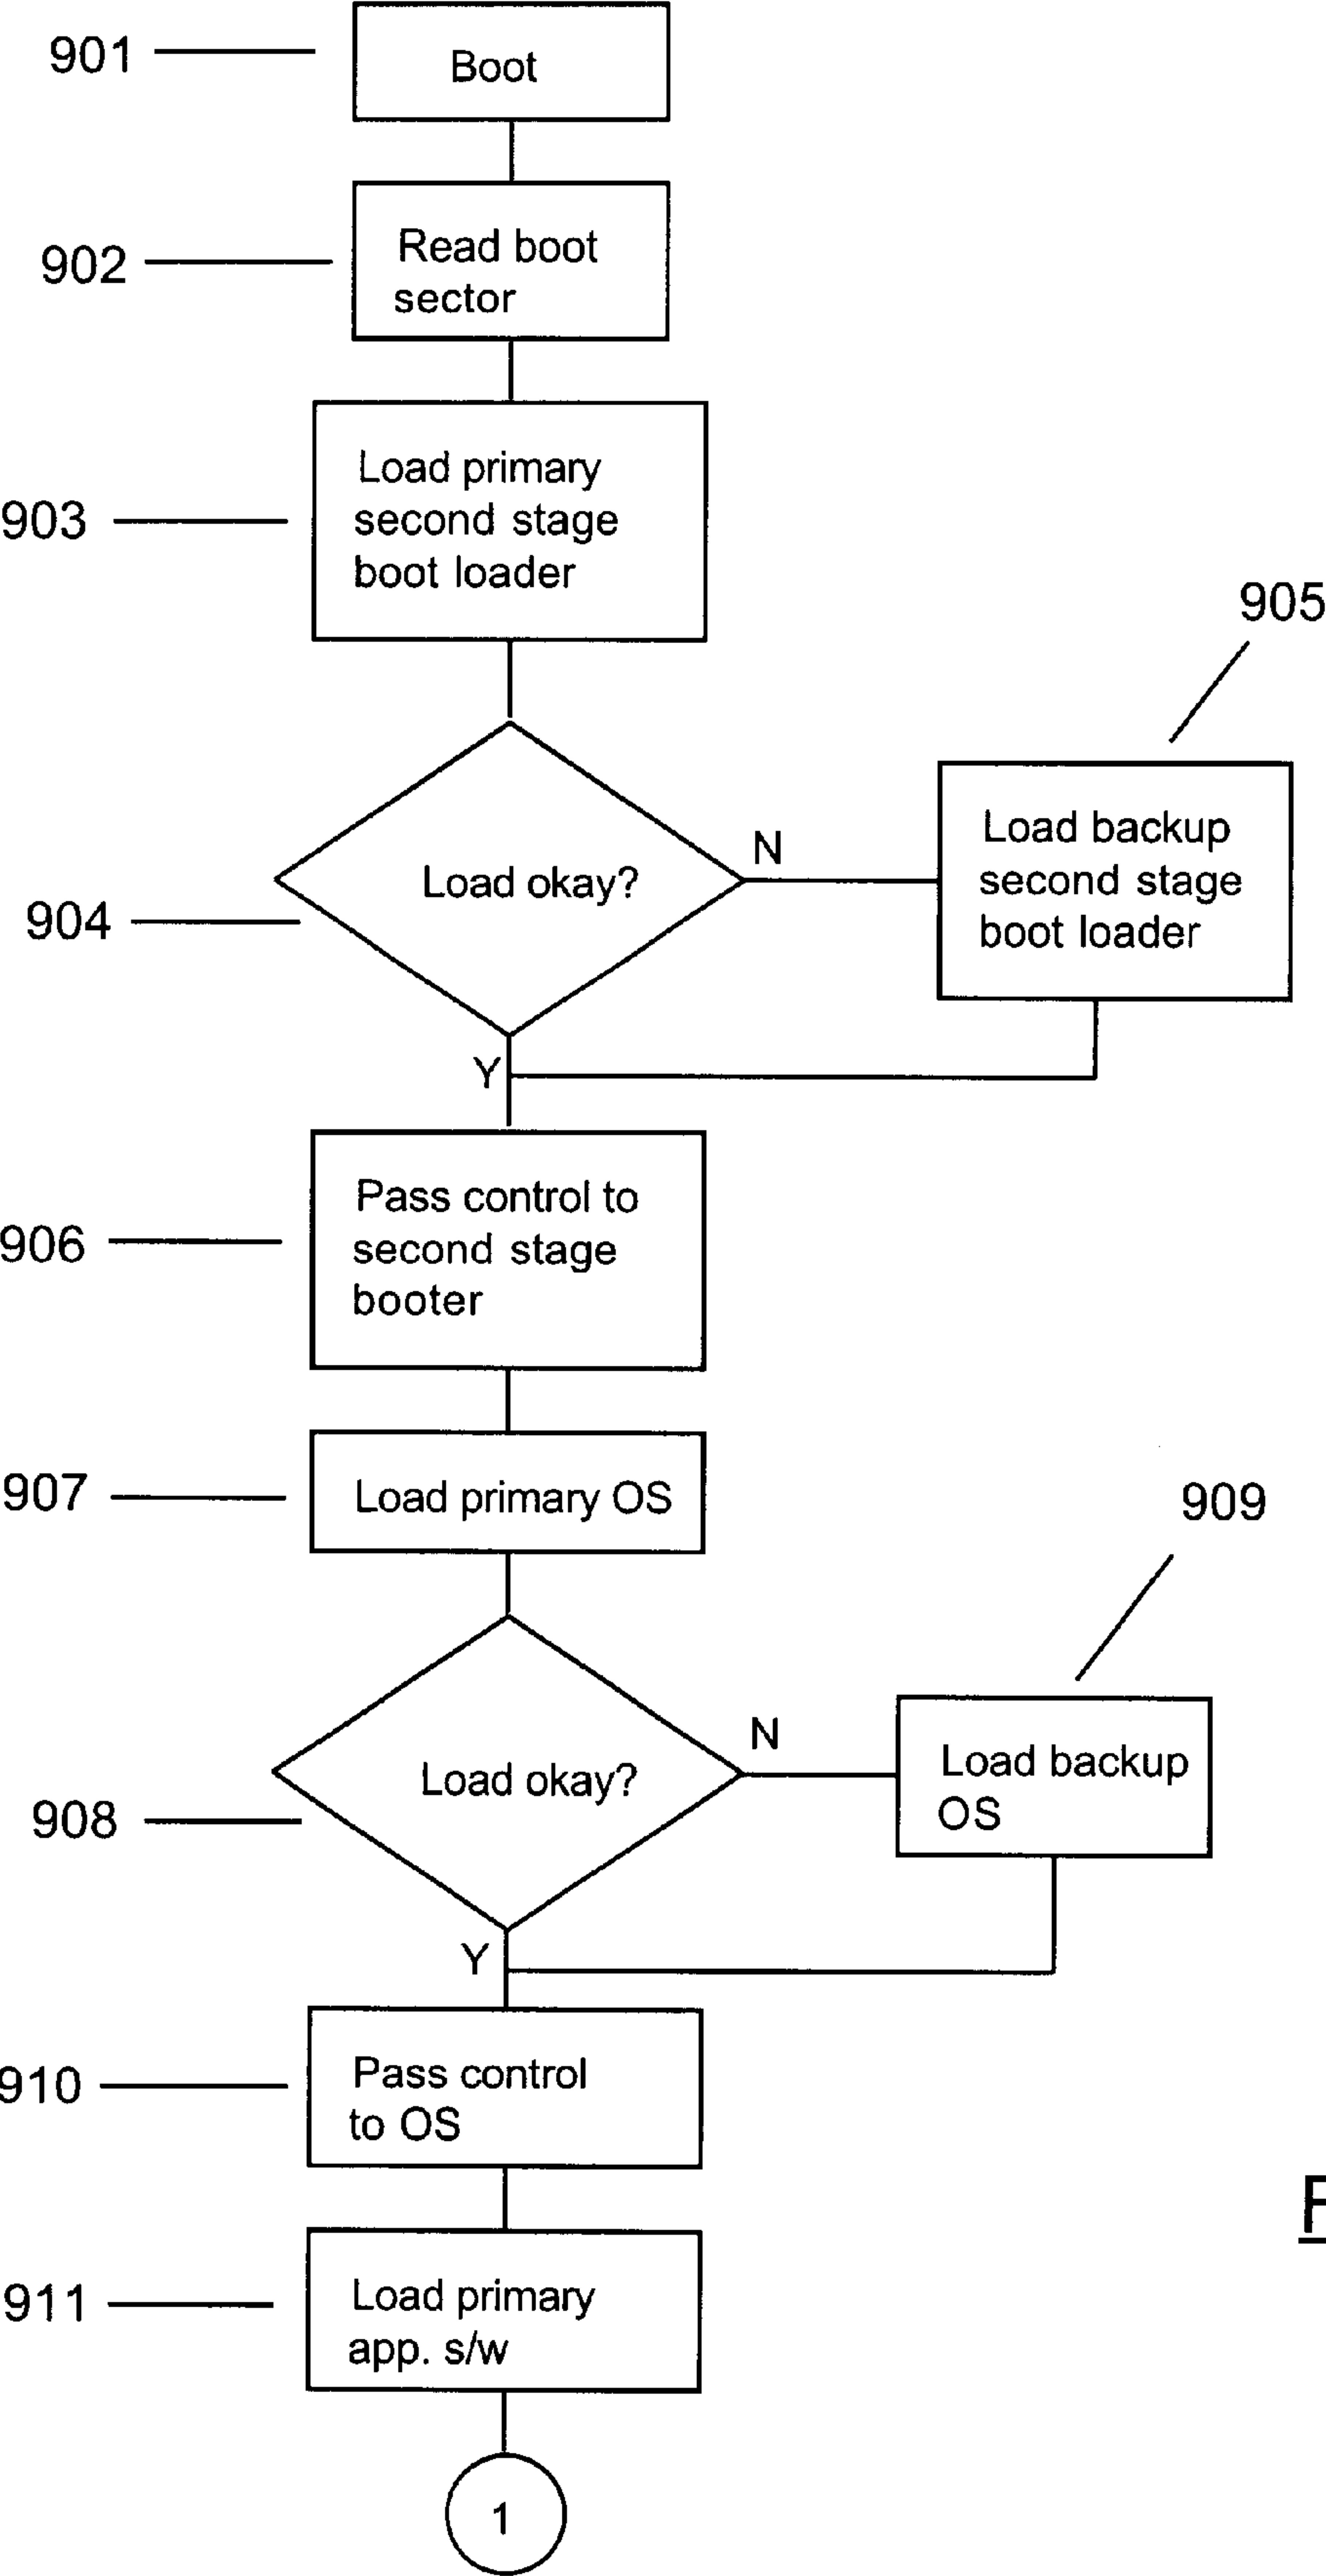 901
Boot
902
Read boot
sector
903
Load primary
second stage
boot loader
905
904
Load okay?
N
Load backup
second stage
boot loader
Y
906
Pass control to
second stage
booter
907
Load primary OS
909
908
Load okay?
N
Load backup
OS
Y
910
Pass control
to OS
911
Load primary
app. s/w
1